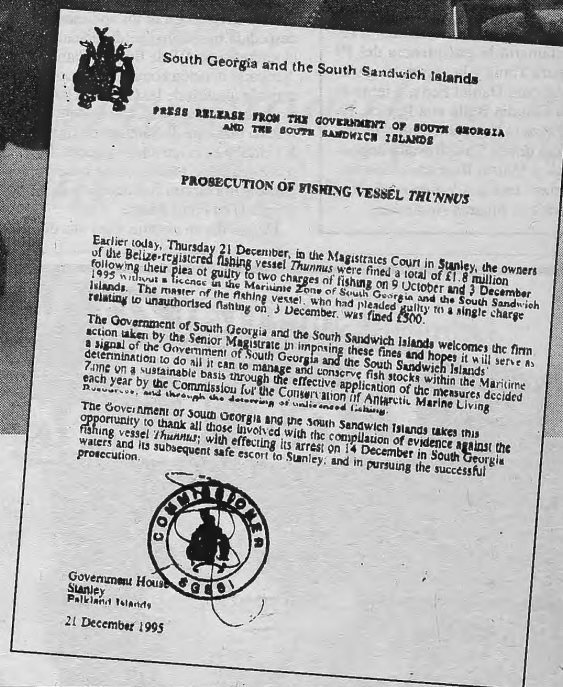 South Georgia and the South Sandwich Islands
PRESS RELEASE FROM THE GOVERNMENT OF SOUTH GEORGIA
AND THE SOUTH SANDWICH ISLANDS
PROSECUTION OF FISHING VESSEL THUNNUS
Earlier today, Thursday 21 December, in the Magistrates Court in Stanley, the owners
of the Belize-registered fishing vessel Thunnus were fined a total of £1.8 million
following their plea of guilty to two charges of fishing on 9 October and 3 December
1995 without a licence in the Maritime Zone of South Georgia and the South Sandwich
Islands. The master of the fishing vessel, who had pleaded guilty to a single charge
relating to unauthorised fishing on 3 December, was fined £500.
The Government of South Georgia and the South Sandwich Islands welcomes the firm
action taken by the Senior Magistrate in imposing these fines and hopes it will serve as
a signal of the Government of South Georgia and the South Sandwich Islands'
determination to do all it can to manage and conserve fish stocks within the Maritime
Zone on a sustainable basis through the effective application of the measures decided
each year by the Commission for the Conservation of Antarctic Marine Living
Resources, and through the deterring of unlicensed fishing.
The Government of South Georgia and the South Sandwich Islands takes this
opportunity to thank all those involved with the compilation of evidence against the
fishing vessel Thunnus; with effecting its arrest on 14 December in South Georgia
waters and its subsequent safe escort to Stanley; and in pursuing the successful
prosecution.
COMMISSIONER
SGSSI
Government House
Stanley
Falkland Islands
21 December 1995